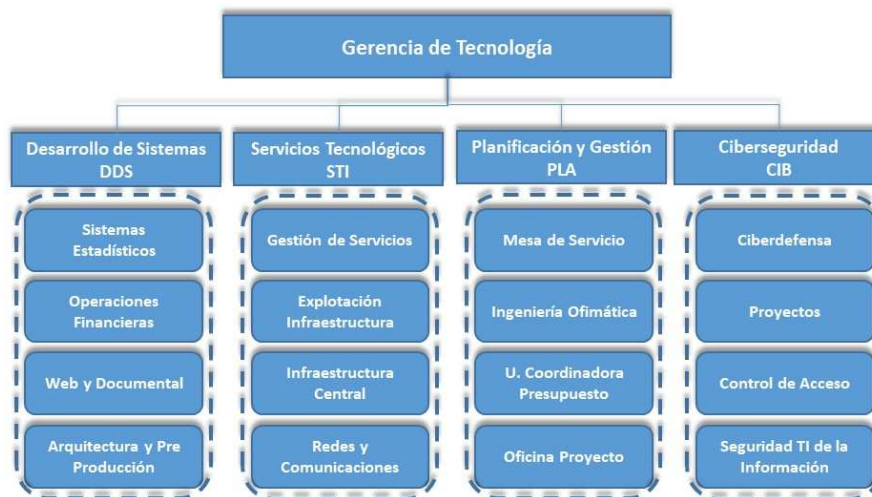 Gerencia de Tecnología
Desarrollo de Sistemas
DDS
Servicios Tecnológicos
STI
Planificación y Gestión
PLA
Ciberseguridad
CIB
Sistemas
Estadísticos
Operaciones
Financieras
Web y Documental
Arquitectura y Pre
Producción
Gestión de Servicios
Explotación
Infraestructura
Infraestructura
Central
Redes y
Comunicaciones
Mesa de Servicio
Ingeniería Ofimática
U. Coordinadora
Presupuesto
Oficina Proyecto
Ciberdefensa
Proyectos
Control de Acceso
Seguridad TI de la
Información